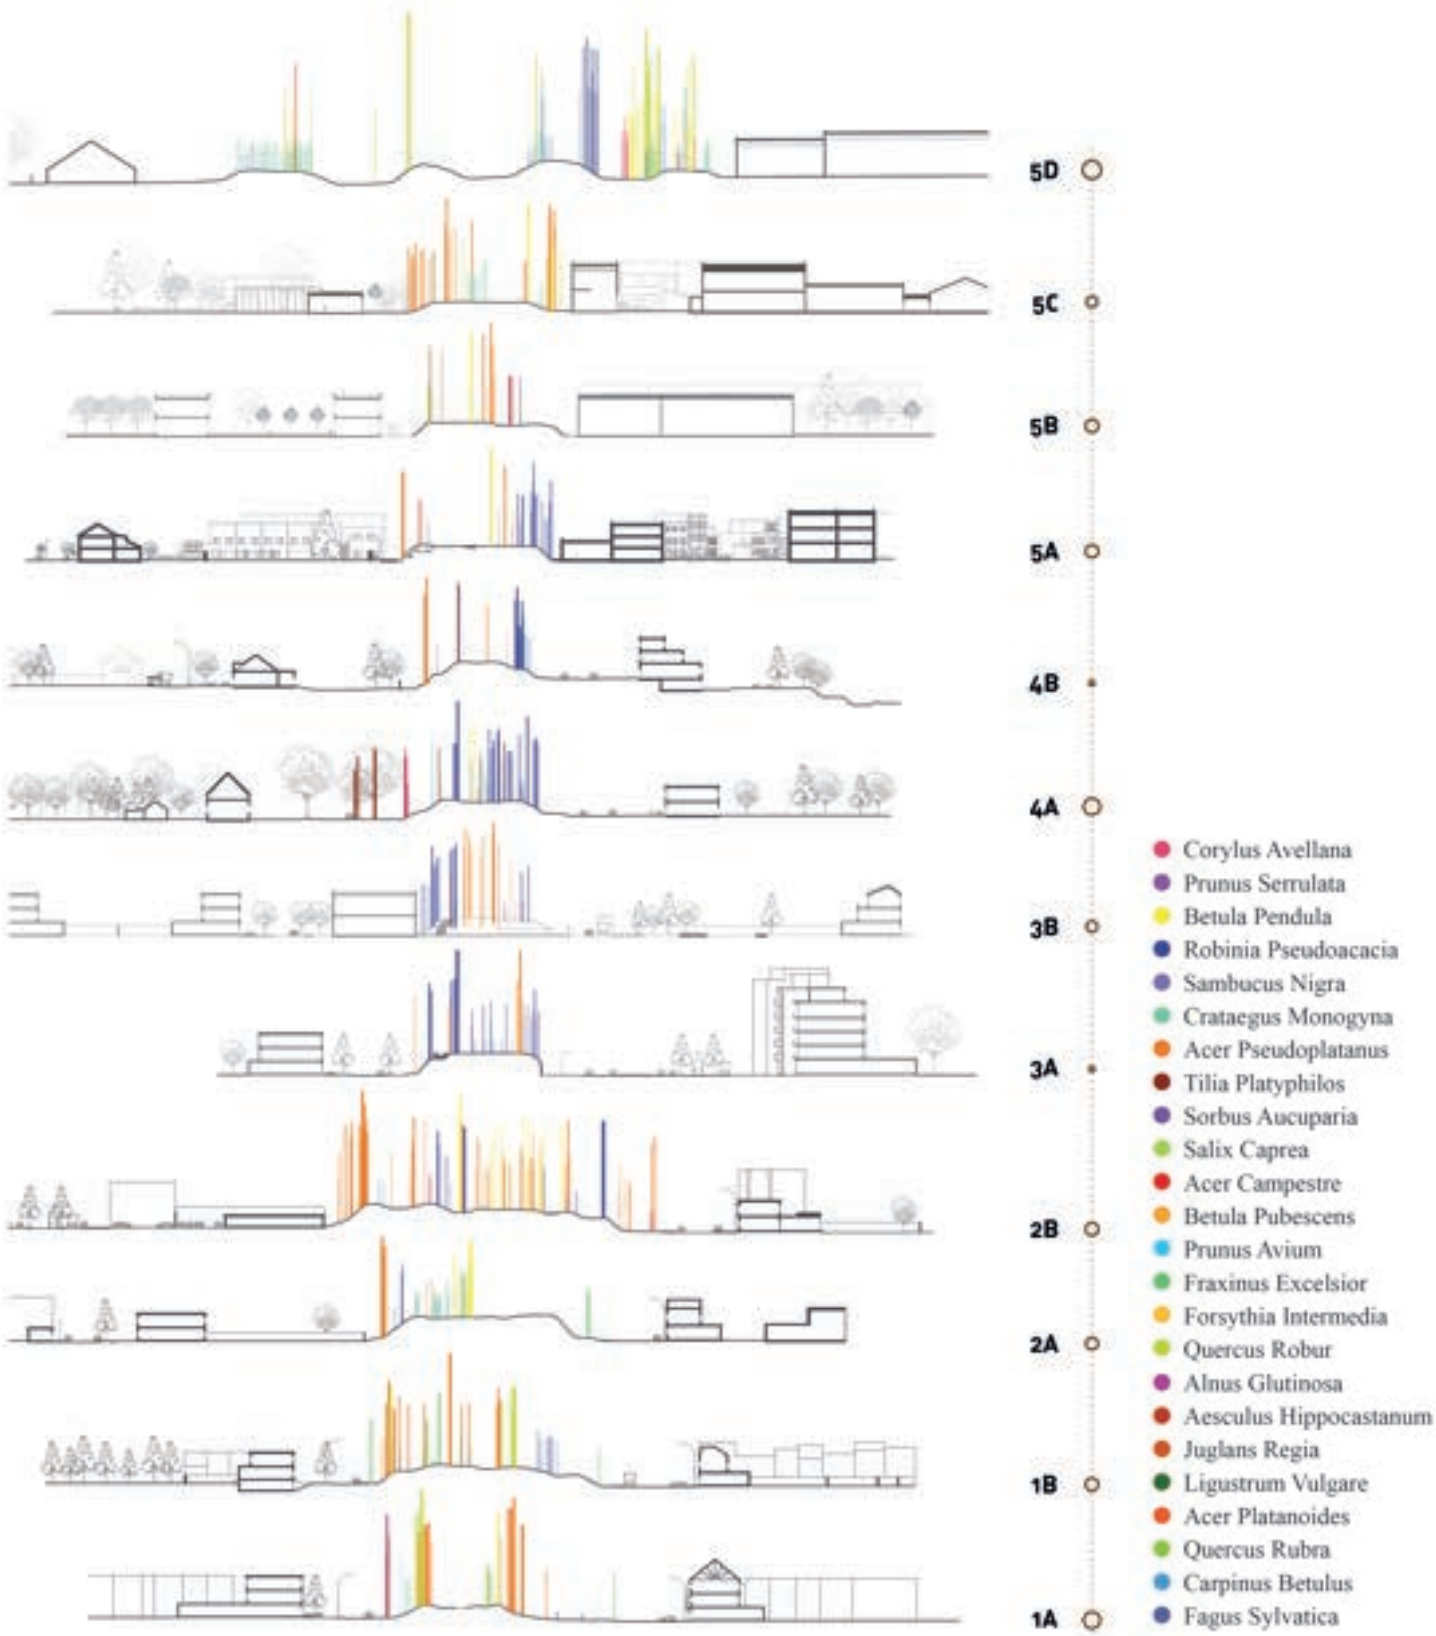 5D
5C
5B
5A
4B
4A
3B
3A
2B
2A
1B
1A
Corylus Avellana
Prunus Serrulata
Betula Pendula
Robinia Pseudoacacia
Sambucus Nigra
Crataegus Monogyna
Acer Pseudoplatanus
Tilia Platyphilos
Sorbus Aucuparia
Salix Caprea
Acer Campestre
Betula Pubescens
Prunus Avium
Fraxinus Excelsior
Forsythia Intermedia
Quercus Robur
Alnus Glutinosa
Aesculus Hippocastanum
Juglans Regia
Ligustrum Vulgare
Acer Platanoides
Quercus Rubra
Carpinus Betulus
Fagus Sylvatica